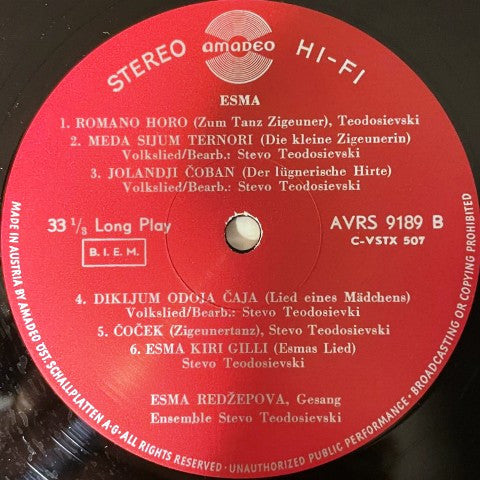 STEREO
amadeo
HI-FI
ESMA
1. ROMANO HORO (Zum Tanz Zigeuner), Teodosievski
2. MEDA SIJUM TERNORI (Die kleine Zigeunerin)
Volkslied/Bearb.: Stevo Teodosievski
3. JOLANDJI ČOBAN (Der lügnerische Hirte)
Volkslied/Bearb.: Stevo Teodosievski
33 1/3 Long Play
B.I.E.M.
AVRS 9189 B
C-VSTX 507
4. DIKLJUM ODOJA ČAJA (Lied eines Mädchens)
Volkslied/Bearb.: Stevo Teodosievki
5. ČOČEK (Zigeunertanz), Stevo Teodosievski
6. ESMA KIRI GILLI (Esmas Lied)
Stevo Teodosievski
ESMA REDŽEPOVA, Gesang
Ensemble Stevo Teodosievski
MADE IN AUSTRIA BY AMADEO ÖST. SCHALLPLATTEN A·G·ALL RIGHTS RESERVED·UNAUTHORIZED PUBLIC PERFORMANCE·BROADCASTING OR COPYING PROHIBITED